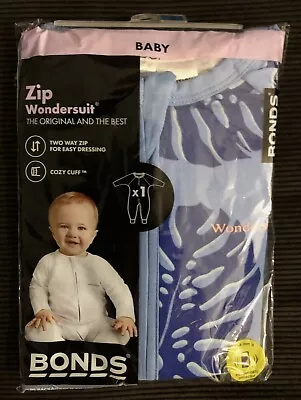 BABY
Zip
Wondersuit®
THE ORIGINAL AND THE BEST
TWO WAY ZIP
FOR EASY DRESSING
COZY CUFF™
x1
BONDS
Wonder
BONDS